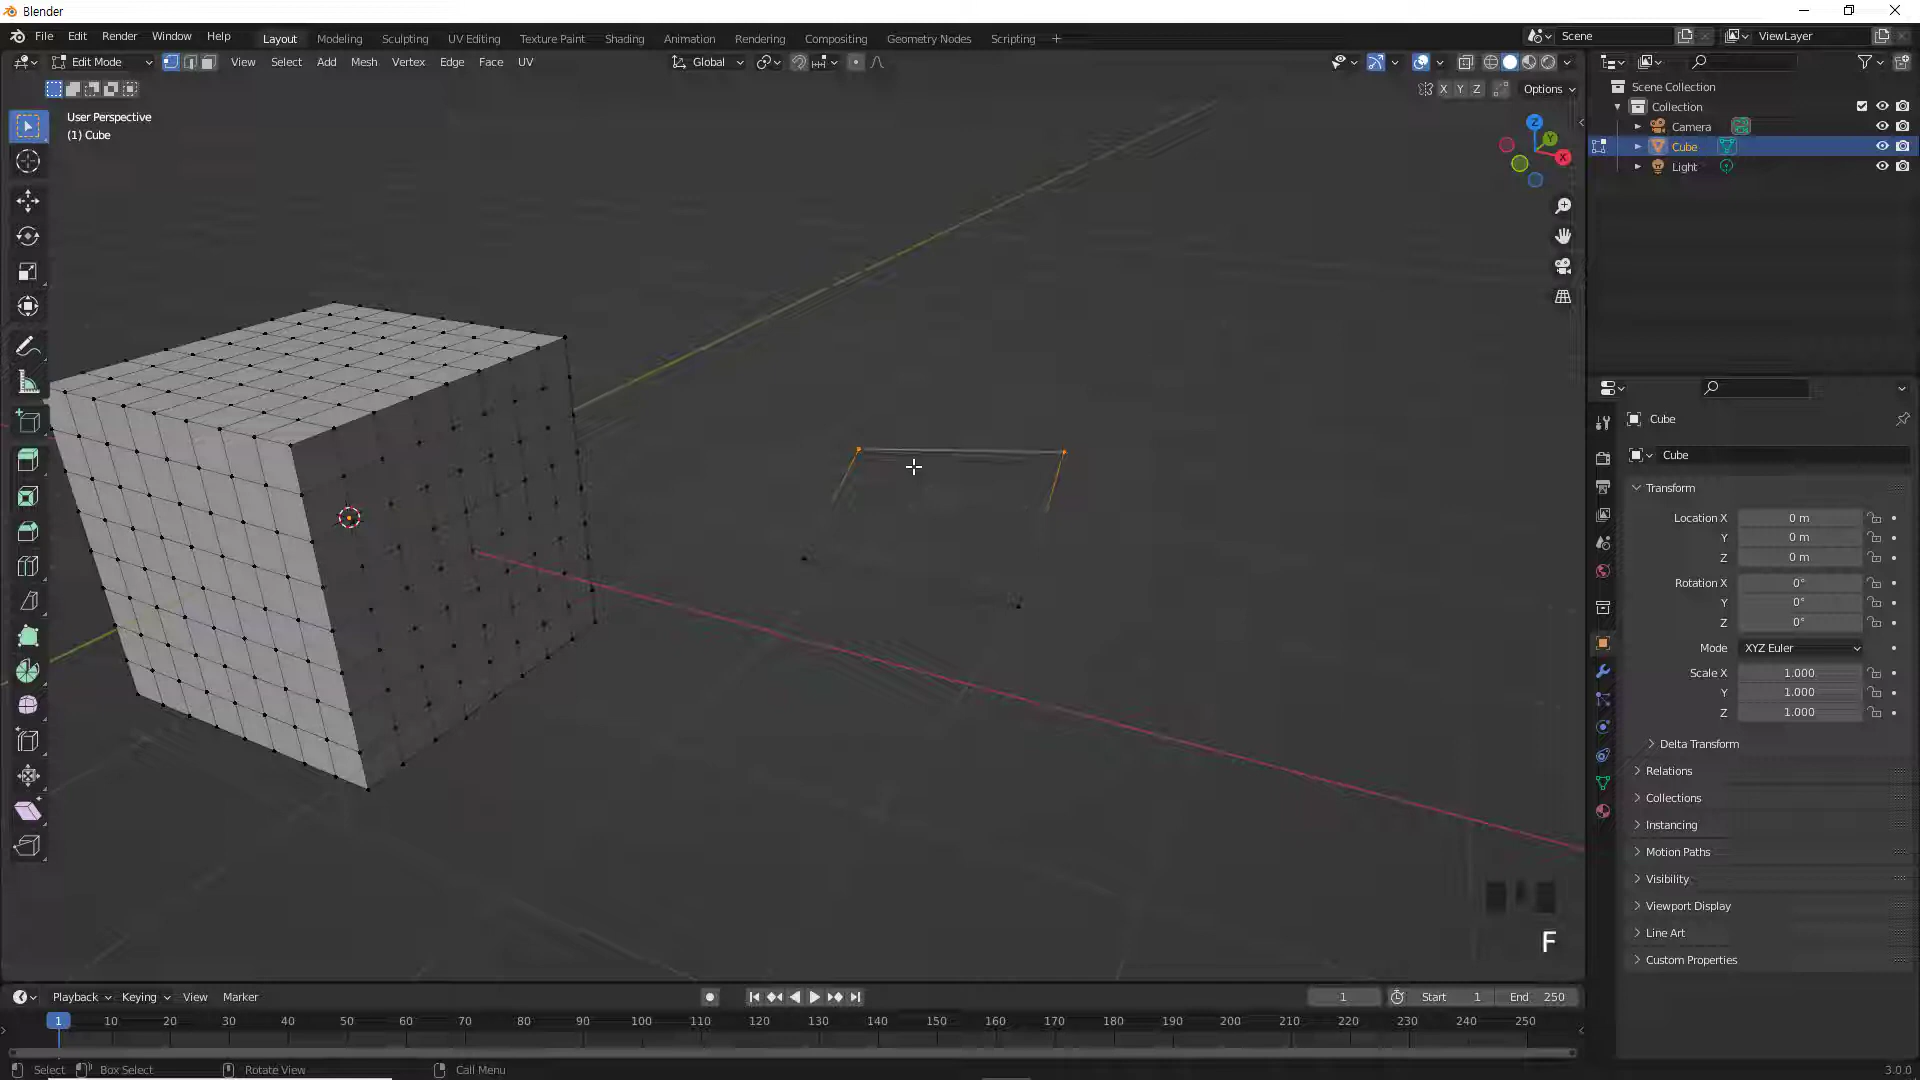 Blender
File Edit Render Window Help
Layout Modeling Sculpting UV Editing Texture Paint Shading Animation Rendering Compositing Geometry Nodes Scripting +
Scene
ViewLayer
Edit Mode
View Select Add Mesh Vertex Edge Face UV
Global
X Y Z
Options
User Perspective
(1) Cube
Z
Y
X
Scene Collection
Collection
Camera
Cube
Light
Cube
Cube
Transform
Location X 0 m
Y 0 m
Z 0 m
Rotation X 0°
Y 0°
Z 0°
Mode XYZ Euler
Scale X 1.000
Y 1.000
Z 1.000
Delta Transform
Relations
Collections
Instancing
Motion Paths
Visibility
Viewport Display
Line Art
Custom Properties
F
Playback Keying View Marker
1
Start 1
End 250
1 10 20 30 40 50 60 70 80 90 100 110 120 130 140 150 160 170 180 190 200 210 220 230 240 250
Select Box Select Rotate View Call Menu
3.0.0